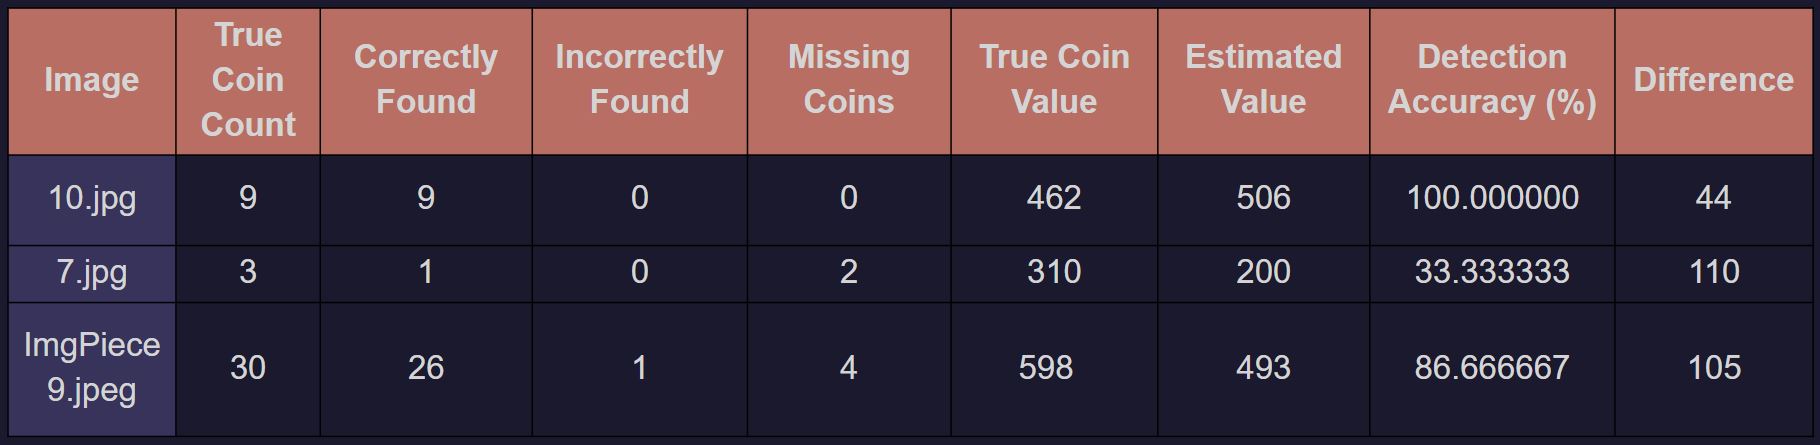 Image True Coin Count Correctly Found Incorrectly Found Missing Coins True Coin Value Estimated Value Detection Accuracy (%) Difference
10.jpg 9 9 0 0 462 506 100.000000 44
7.jpg 3 1 0 2 310 200 33.333333 110
ImgPiece 9.jpeg 30 26 1 4 598 493 86.666667 105